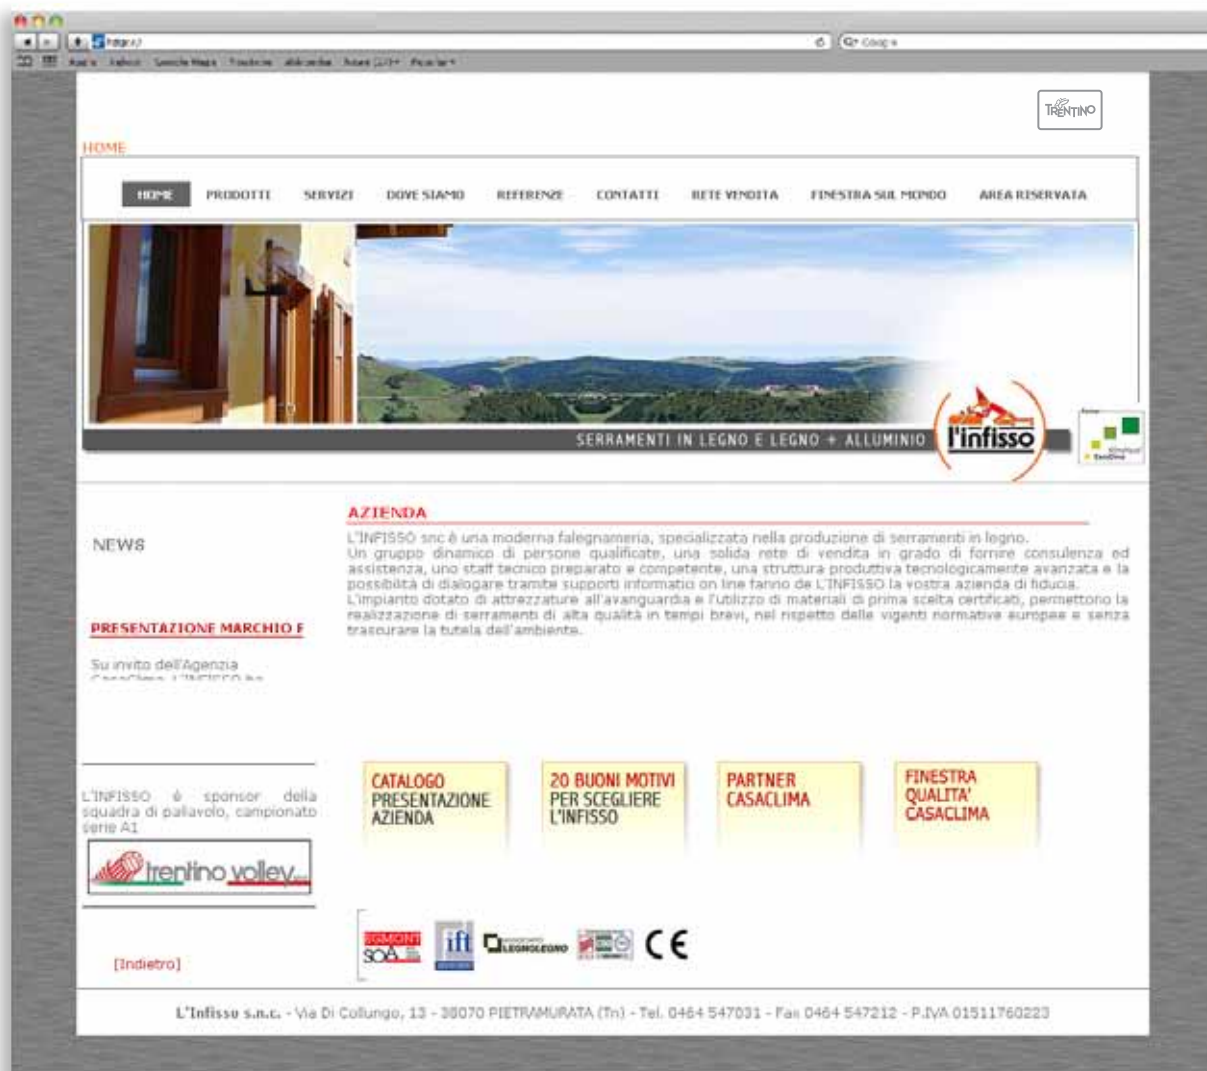 http://
TRENTINO
HOME
HOME PRODOTTI SERVIZI DOVE SIAMO REFERENZE CONTATTI RETE VENDITA FINESTRA SUL MONDO AREA RISERVATA
SERRAMENTI IN LEGNO E LEGNO + ALLUMINIO
l'infisso
NEWS
PRESENTAZIONE MARCHIO F
Su invito dell'Agenzia
CasaClima, L'INFISSO ha
L'INFISSO è sponsor della
squadra di pallavolo, campionato
serie A1
trentino volley
[Indietro]
AZIENDA
L'INFISSO snc è una moderna falegnameria, specializzata nella produzione di serramenti in legno.
Un gruppo dinamico di persone qualificate, una solida rete di vendita in grado di fornire consulenza ed
assistenza, uno staff tecnico preparato e competente, una struttura produttiva tecnologicamente avanzata e la
possibilità di dialogare tramite supporti informatici on line fanno de L'INFISSO la vostra azienda di fiducia.
L'impianto dotato di attrezzature all'avanguardia e l'utilizzo di materiali di prima scelta certificati, permettono la
realizzazione di serramenti di alta qualità in tempi brevi, nel rispetto delle vigenti normative europee e senza
trascurare la tutela dell'ambiente.
CATALOGO
PRESENTAZIONE
AZIENDA
20 BUONI MOTIVI
PER SCEGLIERE
L'INFISSO
PARTNER
CASACLIMA
FINESTRA
QUALITA'
CASACLIMA
SOA
ift
LEGNOLEGNO
CE
L'Infisso s.n.c. - Via Di Collungo, 13 - 38070 PIETRAMURATA (Tn) - Tel. 0464 547031 - Fax 0464 547212 - P.IVA 01511760223